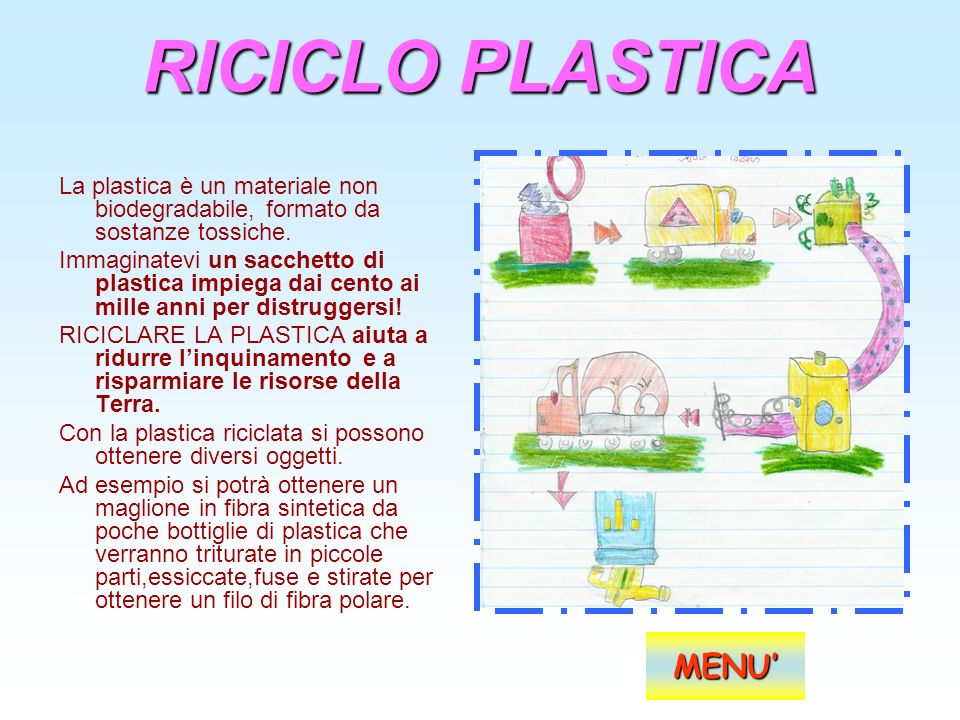 RICICLO PLASTICA
La plastica è un materiale non
biodegradabile, formato da
sostanze tossiche.
Immaginatevi un sacchetto di
plastica impiega dai cento ai
mille anni per distruggersi!
RICICLARE LA PLASTICA aiuta a
ridurre l’inquinamento e a
risparmiare le risorse della
Terra.
Con la plastica riciclata si possono
ottenere diversi oggetti.
Ad esempio si potrà ottenere un
maglione in fibra sintetica da
poche bottiglie di plastica che
verranno triturate in piccole
parti,essiccate,fuse e stirate per
ottenere un filo di fibra polare.
MENU’